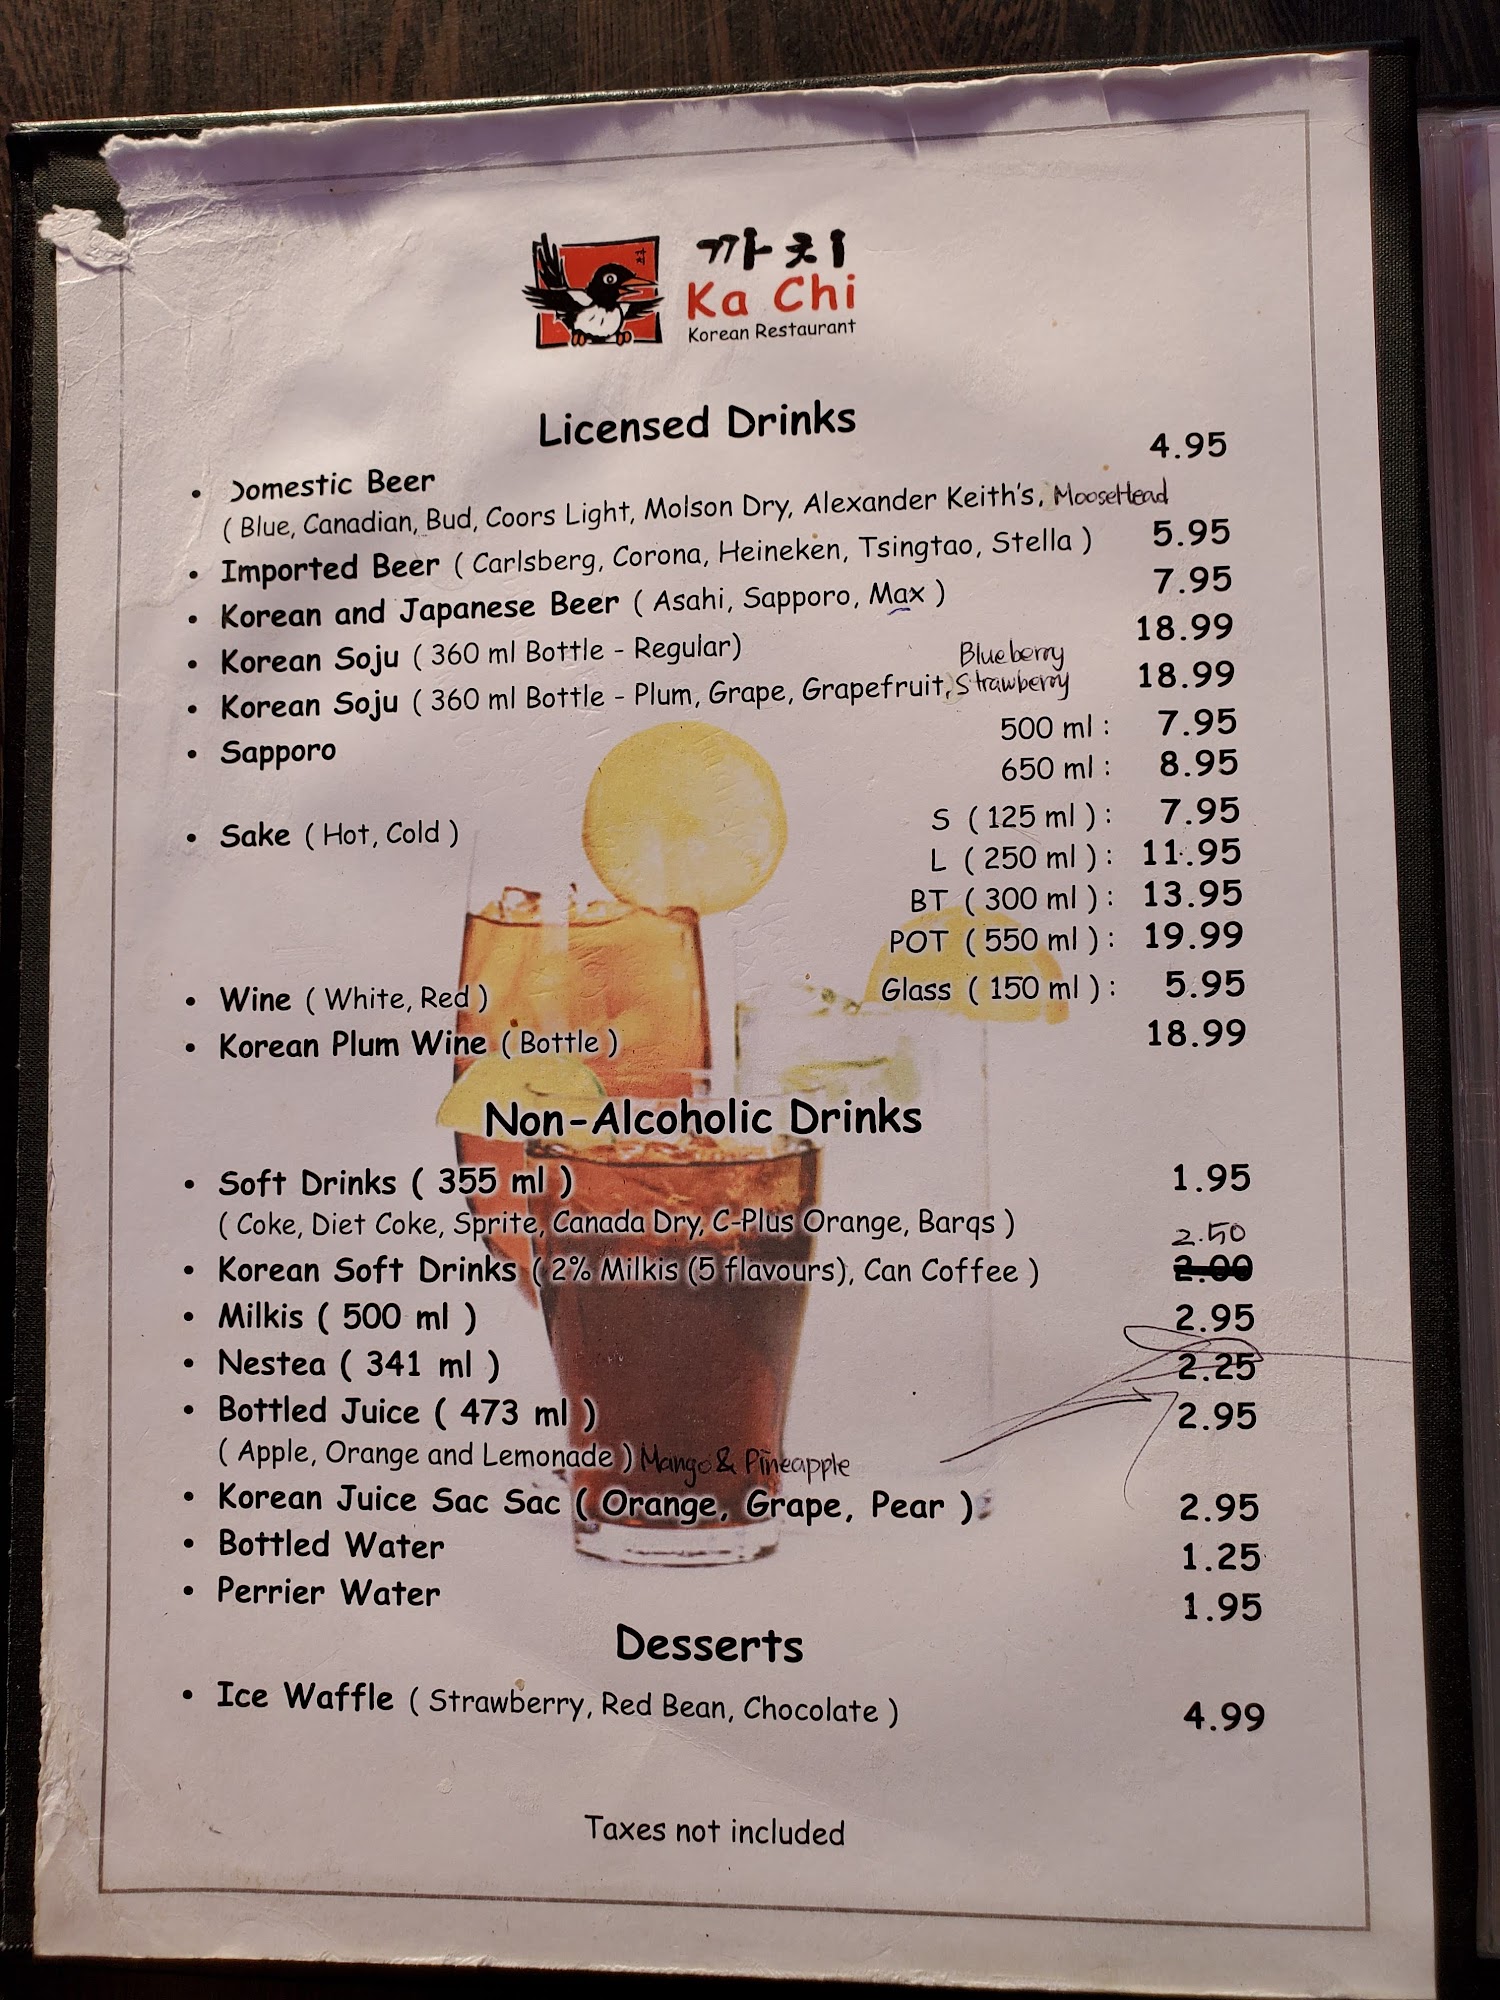 까치
Ka Chi
Korean Restaurant
Licensed Drinks
• Domestic Beer 4.95
( Blue, Canadian, Bud, Coors Light, Molson Dry, Alexander Keith's, MooseHead
• Imported Beer ( Carlsberg, Corona, Heineken, Tsingtao, Stella ) 5.95
• Korean and Japanese Beer ( Asahi, Sapporo, Max ) 7.95
• Korean Soju ( 360 ml Bottle - Regular) 18.99
Blueberry
• Korean Soju ( 360 ml Bottle - Plum, Grape, Grapefruit, Strawberry 18.99
• Sapporo 500 ml : 7.95
650 ml : 8.95
• Sake ( Hot, Cold ) S ( 125 ml ) : 7.95
L ( 250 ml ) : 11.95
BT ( 300 ml ) : 13.95
POT ( 550 ml ) : 19.99
• Wine ( White, Red ) Glass ( 150 ml ) : 5.95
• Korean Plum Wine ( Bottle ) 18.99
Non-Alcoholic Drinks
• Soft Drinks ( 355 ml ) 1.95
( Coke, Diet Coke, Sprite, Canada Dry, C-Plus Orange, Barqs )
2.50
• Korean Soft Drinks ( 2% Milkis (5 flavours), Can Coffee ) 2.00
• Milkis ( 500 ml ) 2.95
• Nestea ( 341 ml ) 2.25
• Bottled Juice ( 473 ml ) 2.95
( Apple, Orange and Lemonade ) Mango & Pineapple
• Korean Juice Sac Sac ( Orange, Grape, Pear ) 2.95
• Bottled Water 1.25
• Perrier Water 1.95
Desserts
• Ice Waffle ( Strawberry, Red Bean, Chocolate ) 4.99
Taxes not included